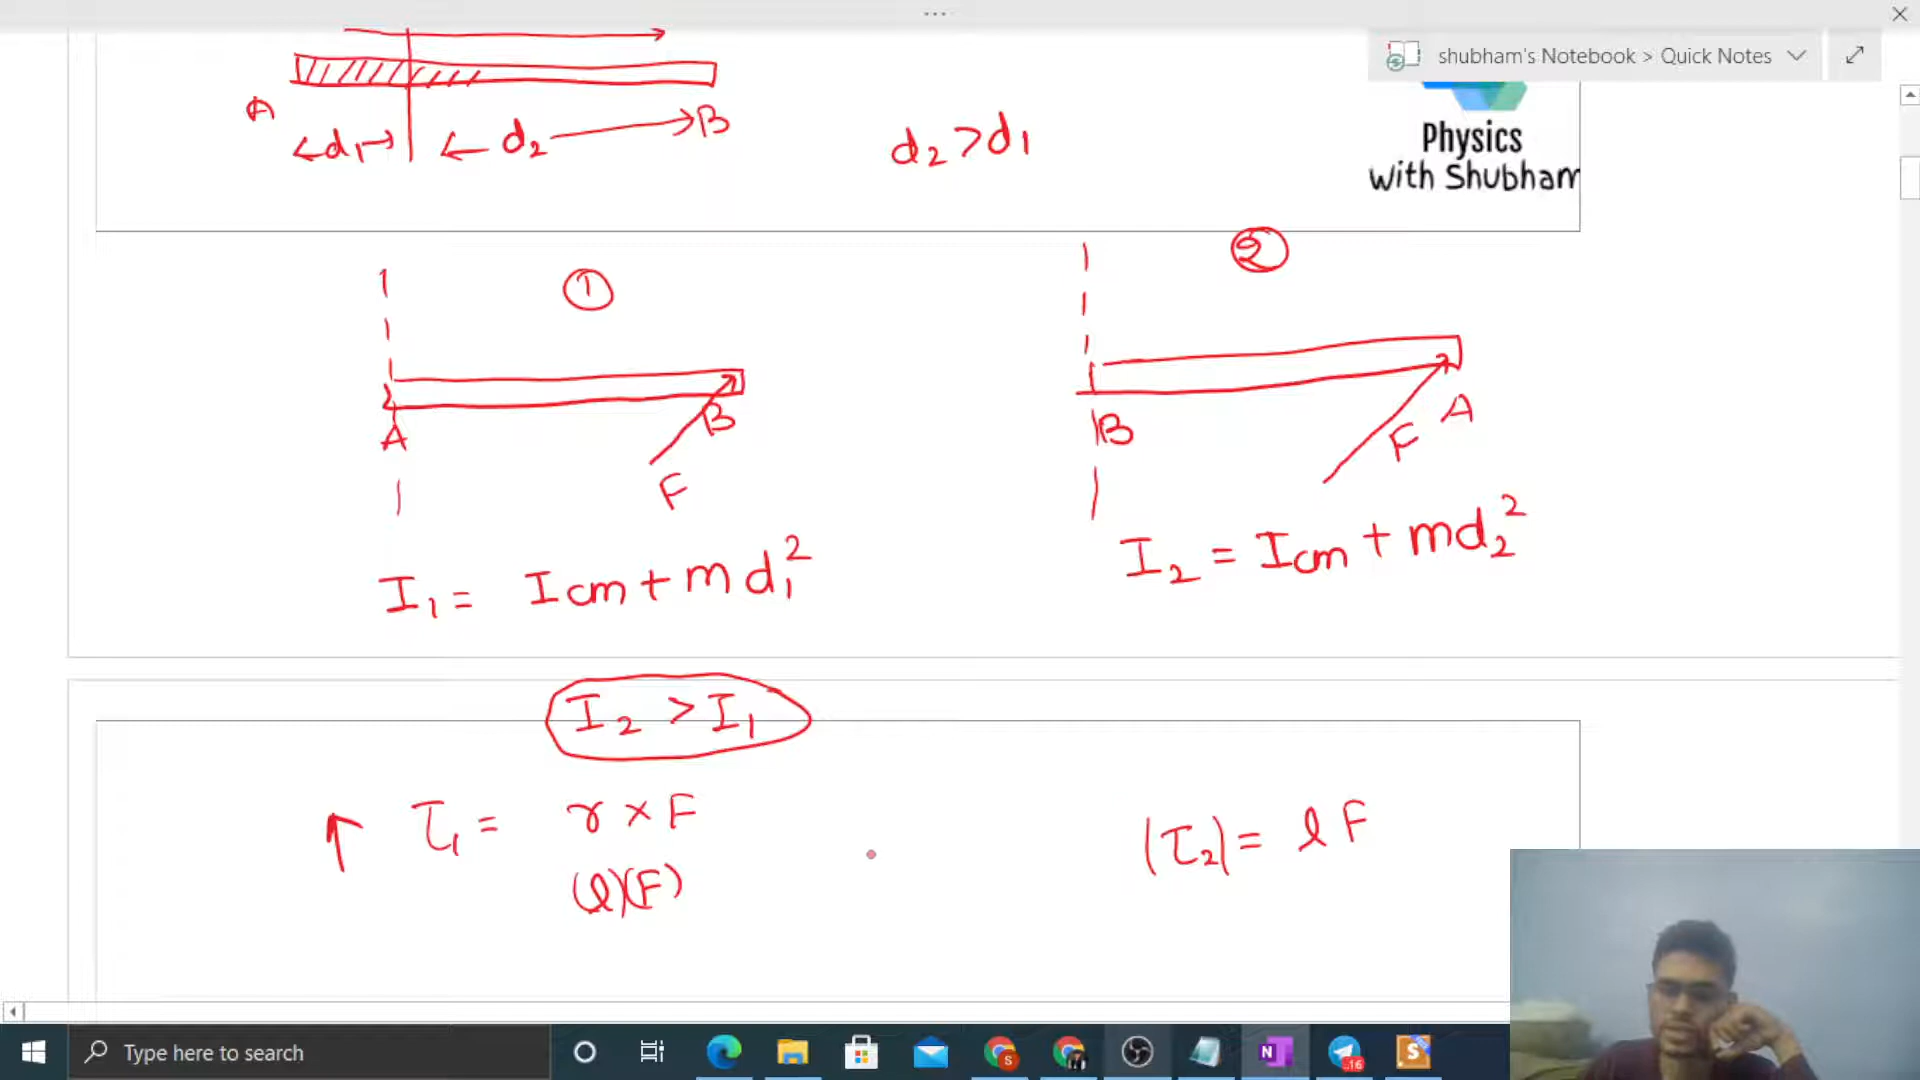 shubham's Notebook > Quick Notes
A
d₁
d₂
B
d₂ > d₁
Physics
with Shubham
①
②
A
B
F
B
F
A
I₁ = Icm + md₁²
I₂ = Icm + md₂²
I₂ > I₁
↑ τ₁ = r × F
(l)(F)
|τ₂| = l F
Type here to search
S
N
..16
S